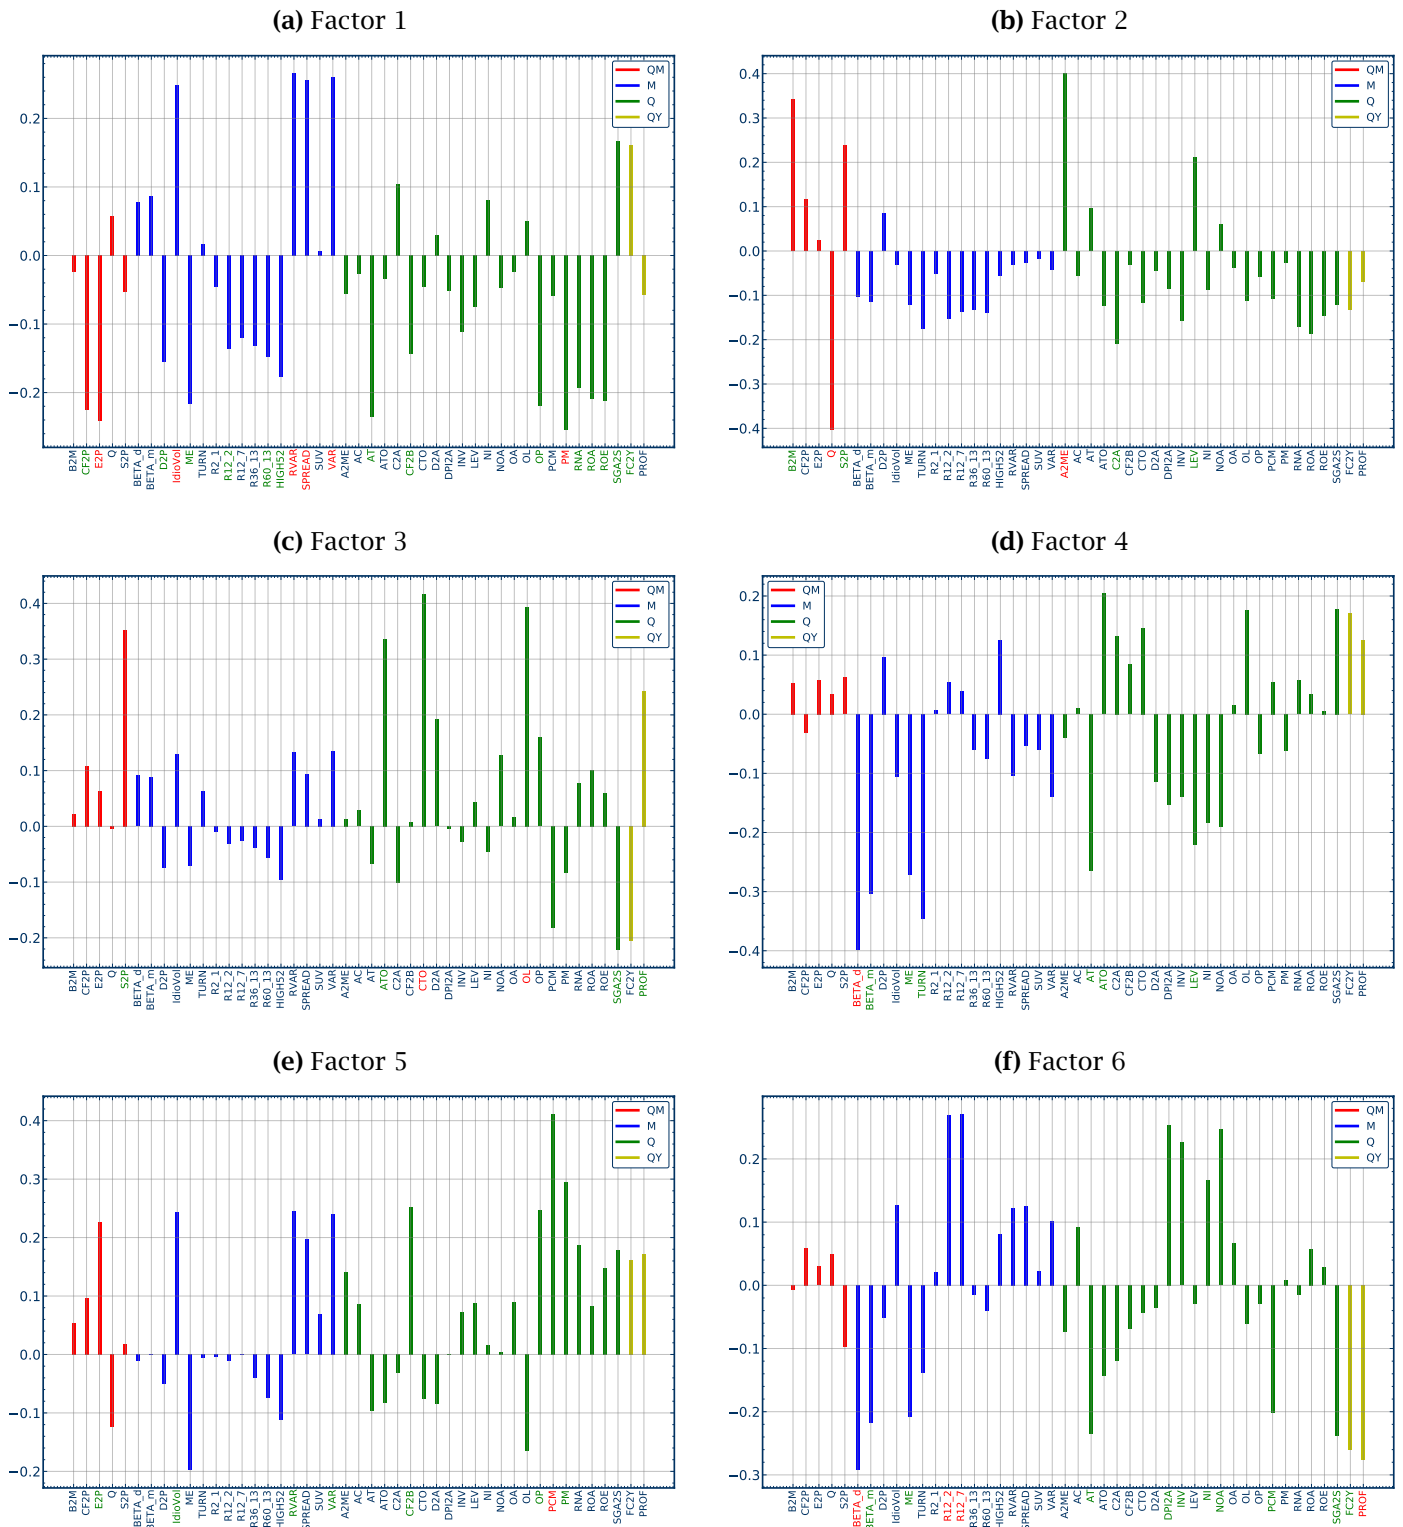 (a) Factor 1
QM
M
Q
QY
0.2
0.1
0.0
−0.1
−0.2
B2M CF2P E2P Q S2P BETA_d BETA_m D2P IdioVol ME TURN R2_1 R12_2 R12_7 R36_13 R60_13 HIGH52 RVAR SPREAD SUV VAR A2ME AC AT ATO C2A CF2B CTO D2A DPI2A INV LEV NI NOA OA OL OP PCM PM RNA ROA ROE SGA2S FC2Y PROF
(b) Factor 2
QM
M
Q
QY
0.4
0.3
0.2
0.1
0.0
−0.1
−0.2
−0.3
−0.4
B2M CF2P E2P Q S2P BETA_d BETA_m D2P IdioVol ME TURN R2_1 R12_2 R12_7 R36_13 R60_13 HIGH52 RVAR SPREAD SUV VAR A2ME AC AT ATO C2A CF2B CTO D2A DPI2A INV LEV NI NOA OA OL OP PCM PM RNA ROA ROE SGA2S FC2Y PROF
(c) Factor 3
QM
M
Q
QY
0.4
0.3
0.2
0.1
0.0
−0.1
−0.2
B2M CF2P E2P Q S2P BETA_d BETA_m D2P IdioVol ME TURN R2_1 R12_2 R12_7 R36_13 R60_13 HIGH52 RVAR SPREAD SUV VAR A2ME AC AT ATO C2A CF2B CTO D2A DPI2A INV LEV NI NOA OA OL OP PCM PM RNA ROA ROE SGA2S FC2Y PROF
(d) Factor 4
QM
M
Q
QY
0.2
0.1
0.0
−0.1
−0.2
−0.3
−0.4
B2M CF2P E2P Q S2P BETA_d BETA_m D2P IdioVol ME TURN R2_1 R12_2 R12_7 R36_13 R60_13 HIGH52 RVAR SPREAD SUV VAR A2ME AC AT ATO C2A CF2B CTO D2A DPI2A INV LEV NI NOA OA OL OP PCM PM RNA ROA ROE SGA2S FC2Y PROF
(e) Factor 5
QM
M
Q
QY
0.4
0.3
0.2
0.1
0.0
−0.1
−0.2
B2M CF2P E2P Q S2P BETA_d BETA_m D2P IdioVol ME TURN R2_1 R12_2 R12_7 R36_13 R60_13 HIGH52 RVAR SPREAD SUV VAR A2ME AC AT ATO C2A CF2B CTO D2A DPI2A INV LEV NI NOA OA OL OP PCM PM RNA ROA ROE SGA2S FC2Y PROF
(f) Factor 6
QM
M
Q
QY
0.2
0.1
0.0
−0.1
−0.2
−0.3
B2M CF2P E2P Q S2P BETA_d BETA_m D2P IdioVol ME TURN R2_1 R12_2 R12_7 R36_13 R60_13 HIGH52 RVAR SPREAD SUV VAR A2ME AC AT ATO C2A CF2B CTO D2A DPI2A INV LEV NI NOA OA OL OP PCM PM RNA ROA ROE SGA2S FC2Y PROF